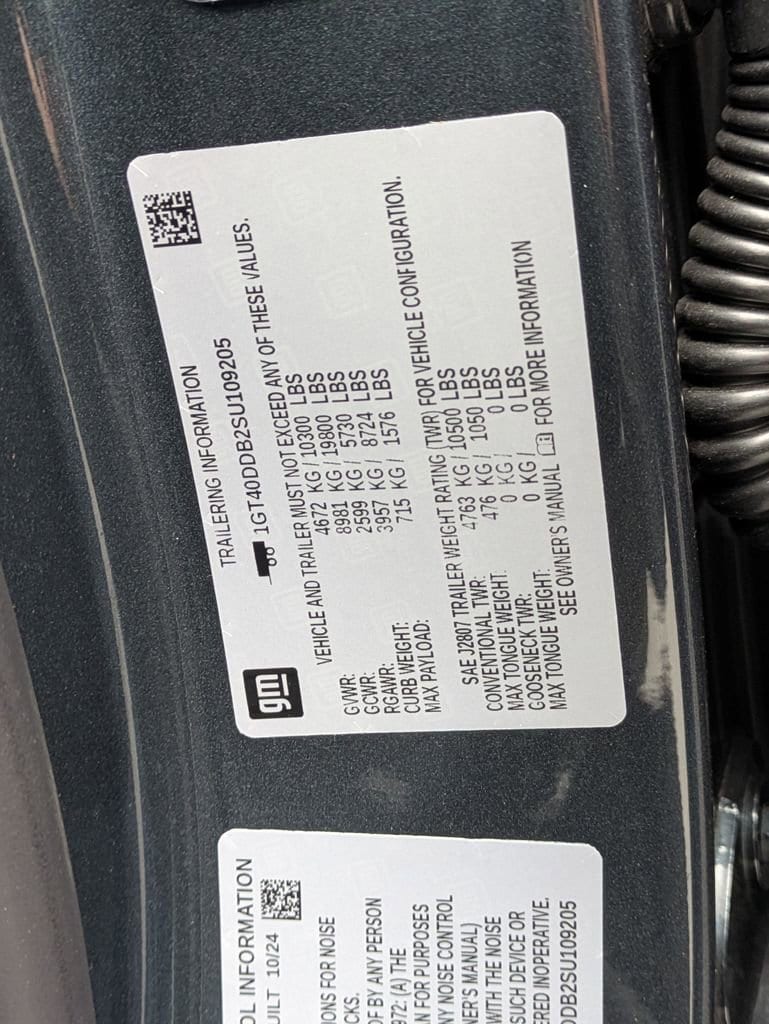 gm
TRAILERING INFORMATION
1GT40DDB2SU109205
VEHICLE AND TRAILER MUST NOT EXCEED ANY OF THESE VALUES.
GVWR: 4672 KG / 10300 LBS
GCWR: 8981 KG / 19800 LBS
RGAWR: 2599 KG / 5730 LBS
CURB WEIGHT: 3957 KG / 8724 LBS
MAX PAYLOAD: 715 KG / 1576 LBS
SAE J2807 TRAILER WEIGHT RATING (TWR) FOR VEHICLE CONFIGURATION.
CONVENTIONAL TWR: 4763 KG / 10500 LBS
MAX TONGUE WEIGHT: 476 KG / 1050 LBS
GOOSENECK TWR: 0 KG / 0 LBS
MAX TONGUE WEIGHT: 0 KG / 0 LBS
SEE OWNER'S MANUAL FOR MORE INFORMATION
OL INFORMATION
UILT 10/24
IONS FOR NOISE
CKS.
OF BY ANY PERSON
972: (A) THE
AN FOR PURPOSES
NY NOISE CONTROL
NER'S MANUAL)
WITH THE NOISE
SUCH DEVICE OR
ERED INOPERATIVE.
DDB2SU109205